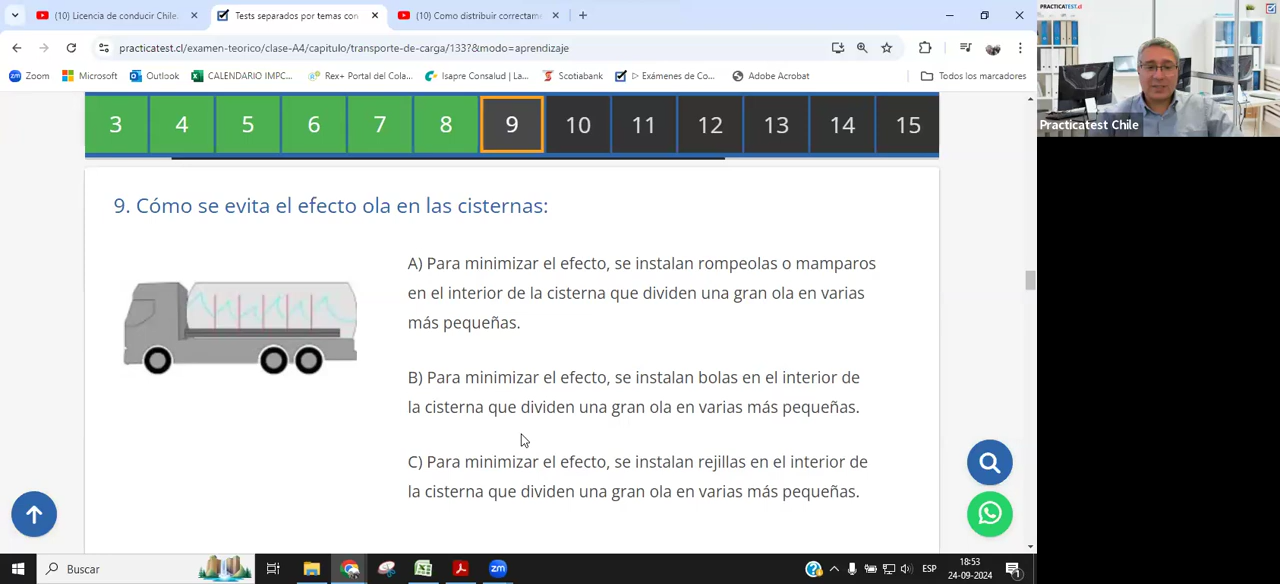 (10) Licencia de conducir Chile:
Tests separados por temas con
(10) Como distribuir correctame
practicatest.cl/examen-teorico/clase-A4/capitulo/transporte-de-carga/133?&modo=aprendizaje
Zoom
Microsoft
Outlook
CALENDARIO IMPC...
Rex+ Portal del Cola...
Isapre Consalud | La...
Scotiabank
▷ Exámenes de Co...
Adobe Acrobat
Todos los marcadores
PRACTICATEST.cl
Practicatest Chile
3 4 5 6 7 8 9 10 11 12 13 14 15
9. Cómo se evita el efecto ola en las cisternas:
A) Para minimizar el efecto, se instalan rompeolas o mamparos
en el interior de la cisterna que dividen una gran ola en varias
más pequeñas.
B) Para minimizar el efecto, se instalan bolas en el interior de
la cisterna que dividen una gran ola en varias más pequeñas.
C) Para minimizar el efecto, se instalan rejillas en el interior de
la cisterna que dividen una gran ola en varias más pequeñas.
Buscar
ESP
18:53
24-09-2024